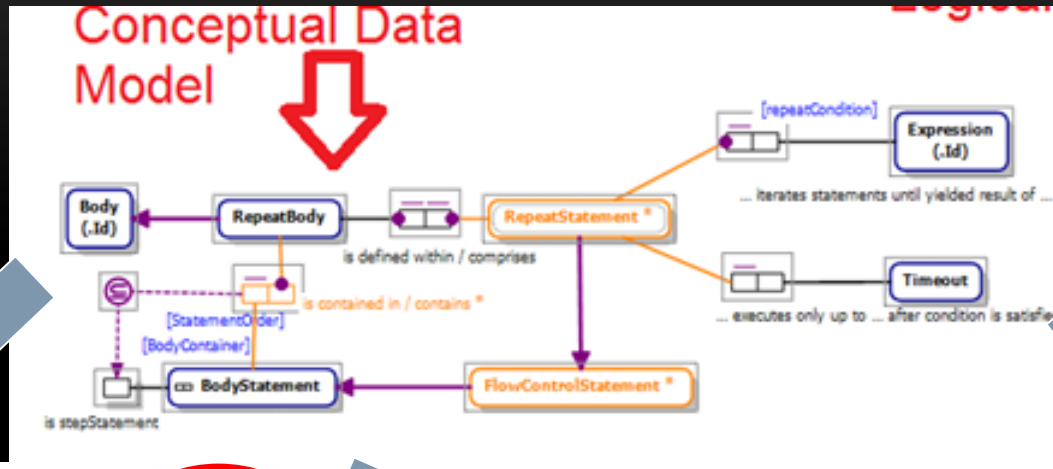 Conceptual Data
Model
[repeatCondition]
Expression
(.Id)
... iterates statements until yielded result of ...
Body
(.Id)
RepeatBody
RepeatStatement *
is defined within / comprises
Timeout
is contained in / contains *
[StatementOrder]
... executes only up to ... after condition is satisfie
[BodyContainer]
BodyStatement
FlowControlStatement *
is stepStatement